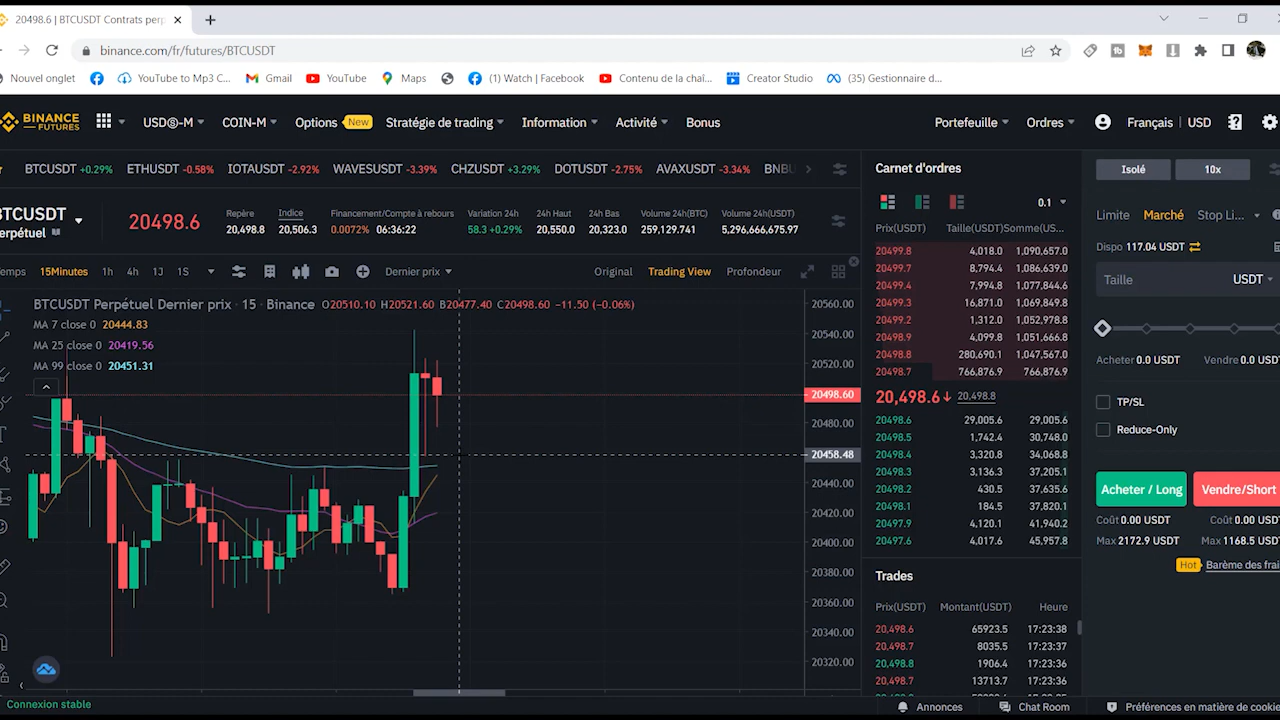 20498.6 | BTCUSDT Contrats perp
binance.com/fr/futures/BTCUSDT
Nouvel onglet YouTube to Mp3 C... Gmail YouTube Maps (1) Watch | Facebook Contenu de la chaî... Creator Studio (35) Gestionnaire d...
BINANCE FUTURES USDⓈ-M COIN-M Options New Stratégie de trading Information Activité Bonus Portefeuille Ordres Français | USD
BTCUSDT +0.29% ETHUSDT -0.58% IOTAUSDT -2.92% WAVESUSDT -3.39% CHZUSDT +3.29% DOTUSDT -2.75% AVAXUSDT -3.34% BNBU
BTCUSDT
erpétuel
20498.6
Repère Indice Financement/Compte à rebours Variation 24h 24h Haut 24h Bas Volume 24h(BTC) Volume 24h(USDT)
20,498.8 20,506.3 0.0072% 06:36:22 58.3 +0.29% 20,550.0 20,323.0 259,129.741 5,296,666,675.97
emps 15Minutes 1h 4h 1J 1S Dernier prix Original Trading View Profondeur
BTCUSDT Perpétuel Dernier prix · 15 · Binance O20510.10 H20521.60 B20477.40 C20498.60 -11.50 (-0.06%)
MA 7 close 0 20444.83
MA 25 close 0 20419.56
MA 99 close 0 20451.31
20560.00
20540.00
20520.00
20498.60
20480.00
20458.48
20440.00
20420.00
20400.00
20380.00
20360.00
20340.00
20320.00
Carnet d'ordres
0.1
Prix(USDT) Taille(USDT) Somme(US...
20499.8 4,018.0 1,090,657.0
20499.7 8,794.4 1,086,639.0
20499.4 7,994.8 1,077,844.6
20499.3 16,871.0 1,069,849.8
20499.2 1,312.0 1,052,978.8
20498.9 4,099.8 1,051,666.8
20498.8 280,690.1 1,047,567.0
20498.7 766,876.9 766,876.9
20,498.6 20,498.8
20498.6 29,005.6 29,005.6
20498.5 1,742.4 30,748.0
20498.4 3,320.8 34,068.8
20498.3 3,136.3 37,205.1
20498.2 430.5 37,635.6
20498.1 184.5 37,820.1
20497.9 4,120.1 41,940.2
20497.6 4,017.6 45,957.8
Trades
Prix(USDT) Montant(USDT) Heure
20,498.6 65923.5 17:23:38
20,498.7 8035.5 17:23:37
20,498.8 1906.4 17:23:36
20,498.7 13713.7 17:23:36
Isolé 10x
Limite Marché Stop Li...
Dispo 117.04 USDT
Taille USDT
Acheter 0.0 USDT Vendre 0.0 USD
TP/SL
Reduce-Only
Acheter / Long Vendre/Short
Coût 0.00 USDT Coût 0.00 USDT
Max 2172.9 USDT Max 1168.5 USDT
Hot Barème des frai
Connexion stable Annonces Chat Room Préférences en matière de cookie